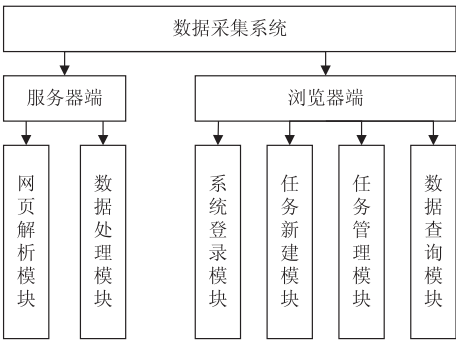 数据采集系统
服务器端
浏览器端
网页解析模块
数据处理模块
系统登录模块
任务新建模块
任务管理模块
数据查询模块